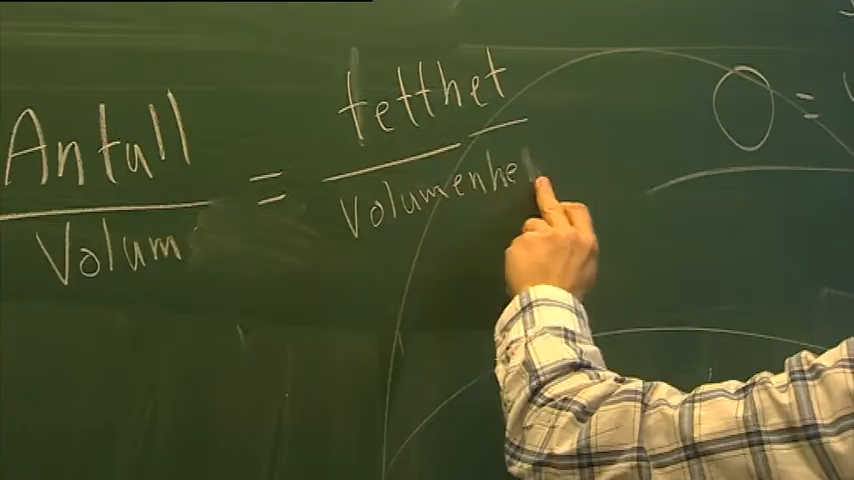 Antall = tetthet
Volum Volumenhe
O =